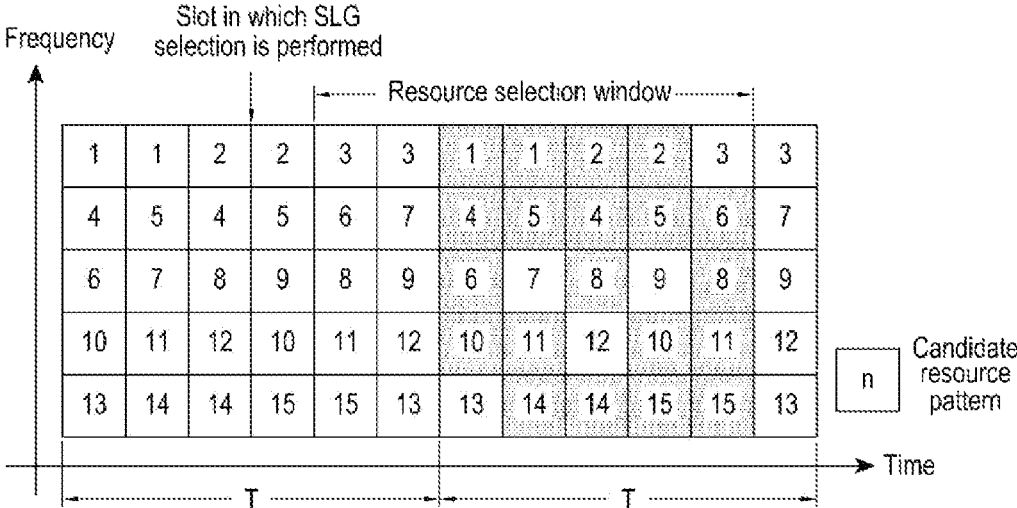 Slot in which SLG
selection is performed
Frequency
Resource selection window
1 1 2 2 3 3 1 1 2 2 3 3
4 5 4 5 6 7 4 5 4 5 6 7
6 7 8 9 8 9 6 7 8 9 8 9
10 11 12 10 11 12 10 11 12 10 11 12
13 14 14 15 15 13 13 14 14 15 15 13
n
Candidate
resource
pattern
Time
T T